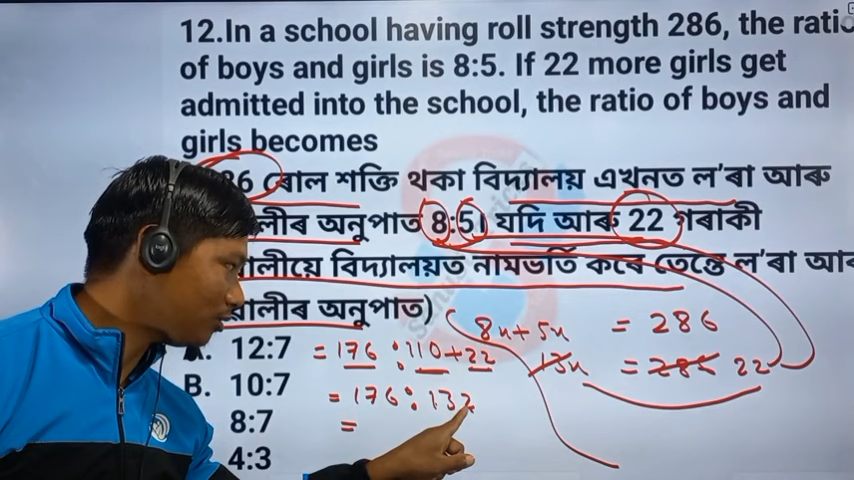 12.In a school having roll strength 286, the ratio
of boys and girls is 8:5. If 22 more girls get
admitted into the school, the ratio of boys and
girls becomes
86 ৰোল শক্তি থকা বিদ্যালয় এখনত ল'ৰা আৰু
লীৰ অনুপাত 8:5। যদি আৰু 22 গৰাকী
ৱালীয়ে বিদ্যালয়ত নামভৰ্তি কৰে তেন্তে ল'ৰা আৰ
ৱালীৰ অনুপাত)
8x + 5x = 286
A. 12:7 = 176 : 110 + 22
13x = 286 22
B. 10:7 = 176 : 132
8:7 =
4:3